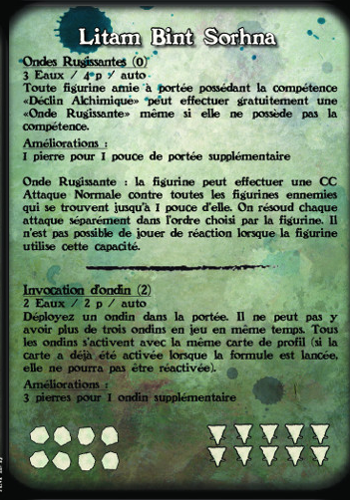 Litam Bint Sorhna
Ondes Rugissantes (0)
3 Eaux / 4 p / auto
Toute figurine amie à portée possédant la compétence
«Déclin Alchimique» peut effectuer gratuitement une
«Onde Rugissante» même si elle ne possède pas la
compétence.
Améliorations :
1 pierre pour 1 pouce de portée supplémentaire
Onde Rugissante : la figurine peut effectuer une CC
Attaque Normale contre toutes les figurines ennemies
qui se trouvent jusqu'à 1 pouce d'elle. On résoud chaque
attaque séparément dans l'ordre choisi par la figurine. Il
n'est pas possible de jouer de réaction lorsque la figurine
utilise cette capacité.
Invocation d'ondin (2)
2 Eaux / 2 p / auto
Déployez un ondin dans la portée. Il ne peut pas y
avoir plus de trois ondins en jeu en même temps. Tous
les ondins s'activent avec la même carte de profil (si la
carte a déjà été activée lorsque la formule est lancée,
elle ne pourra pas être réactivée).
Améliorations :
3 pierres pour 1 ondin supplémentaire